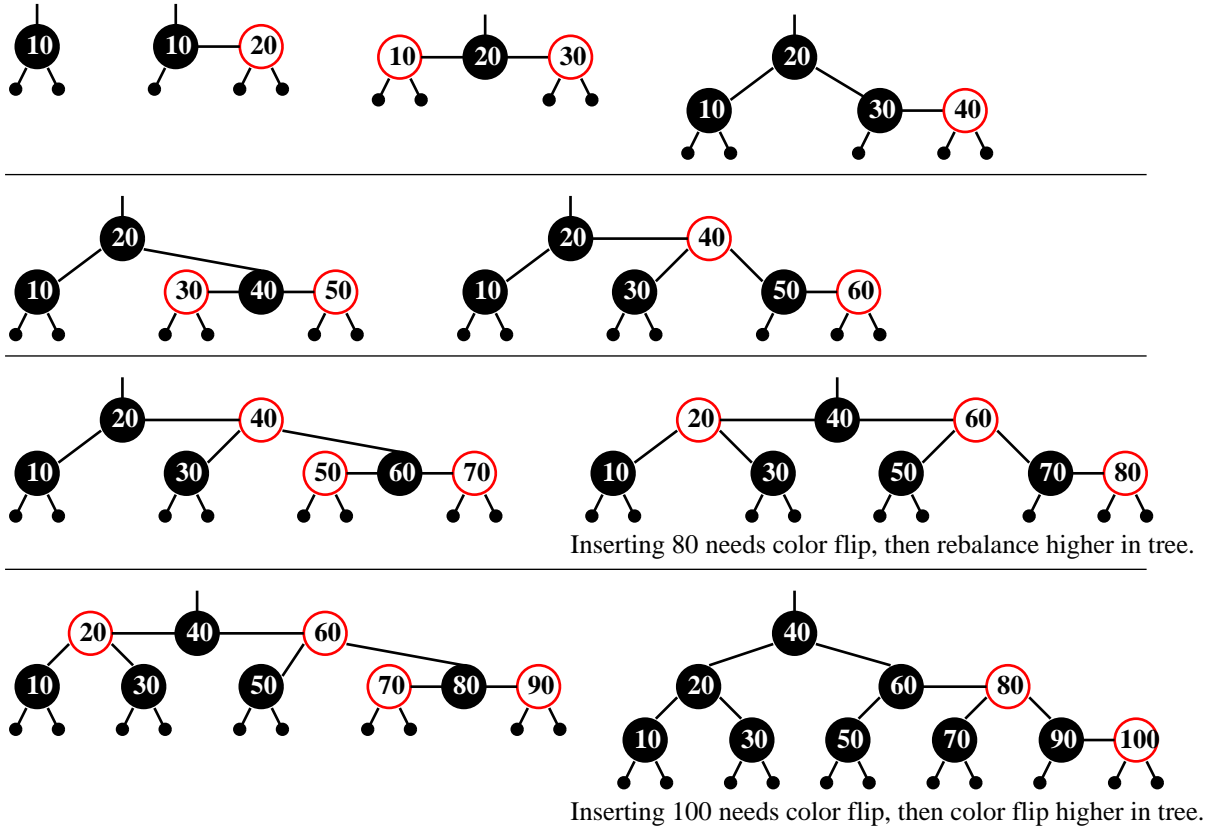 10 10 20 10 20 30 20
10 30 40
20 20 40
10 30 40 50 10 30 50 60
20 40 20 40 60
10 30 50 60 70 10 30 50 70 80
Inserting 80 needs color flip, then rebalance higher in tree.
20 40 60 40
10 30 50 70 80 90 20 60 80
10 30 50 70 90 100
Inserting 100 needs color flip, then color flip higher in tree.